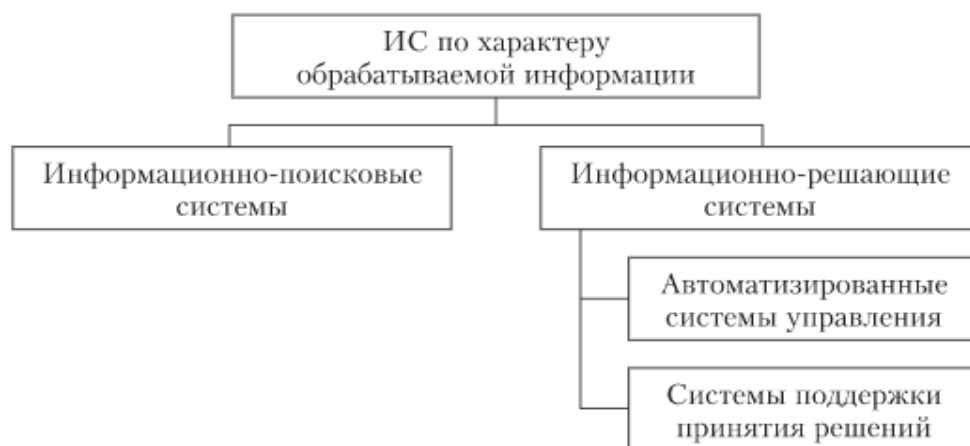 ИС по характеру
обрабатываемой информации
Информационно-поисковые
системы
Информационно-решающие
системы
Автоматизированные
системы управления
Системы поддержки
принятия решений